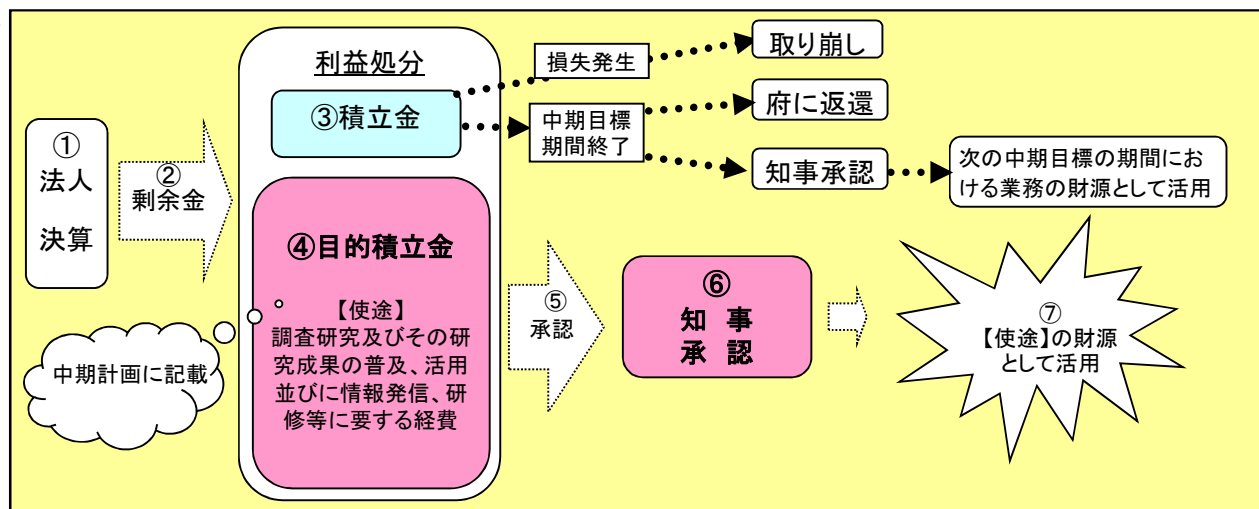 ①
法人
決算
②
剰余金
利益処分
③積立金
損失発生
取り崩し
中期目標
期間終了
府に返還
知事承認
次の中期目標の期間にお
ける業務の財源として活用
④目的積立金
【使途】
調査研究及びその研
究成果の普及、活用
並びに情報発信、研
修等に要する経費
中期計画に記載
⑤
承認
⑥
知 事
承 認
⑦
【使途】の財源
として活用